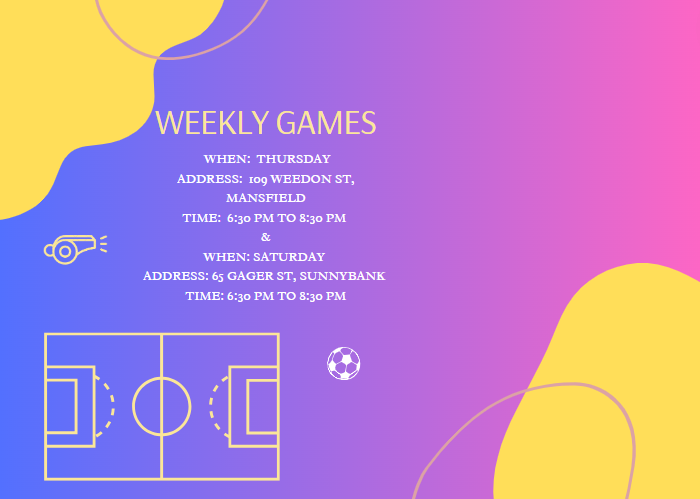 WEEKLY GAMES
WHEN: THURSDAY
ADDRESS: 109 WEEDON ST,
MANSFIELD
TIME: 6:30 PM TO 8:30 PM
&
WHEN: SATURDAY
ADDRESS: 65 GAGER ST, SUNNYBANK
TIME: 6:30 PM TO 8:30 PM